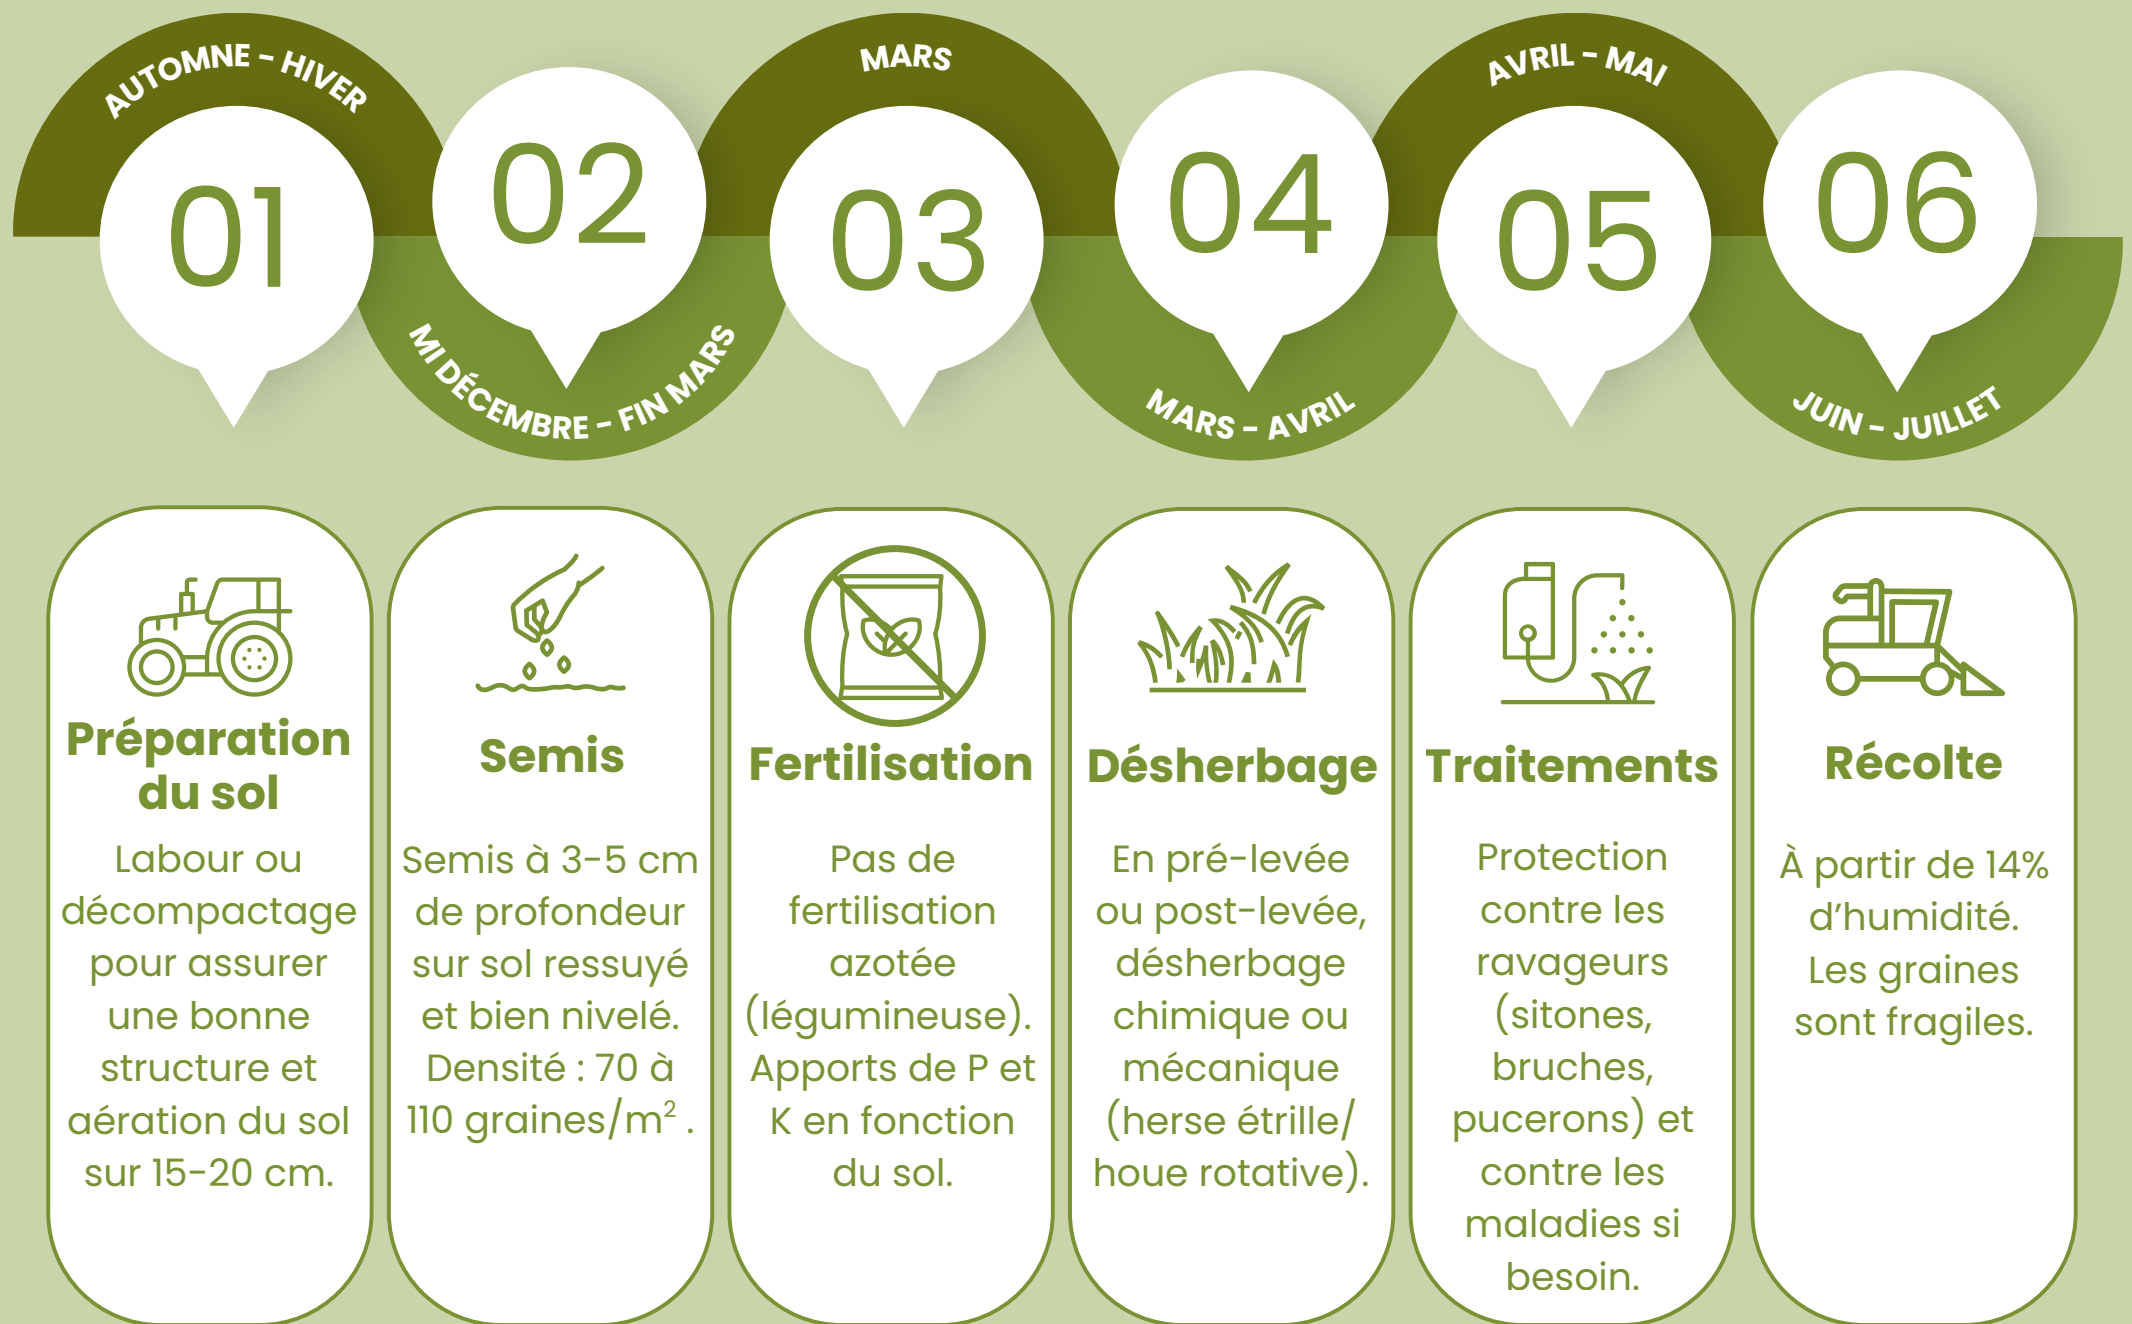 AUTOMNE - HIVER
01
MI DÉCEMBRE - FIN MARS
02
MARS
03
MARS - AVRIL
04
AVRIL - MAI
05
JUIN - JUILLET
06
Préparation
du sol
Labour ou
décompactage
pour assurer
une bonne
structure et
aération du sol
sur 15-20 cm.
Semis
Semis à 3-5 cm
de profondeur
sur sol ressuyé
et bien nivelé.
Densité : 70 à
110 graines/m² .
Fertilisation
Pas de
fertilisation
azotée
(légumineuse).
Apports de P et
K en fonction
du sol.
Désherbage
En pré-levée
ou post-levée,
désherbage
chimique ou
mécanique
(herse étrille/
houe rotative).
Traitements
Protection
contre les
ravageurs
(sitones,
bruches,
pucerons) et
contre les
maladies si
besoin.
Récolte
À partir de 14%
d'humidité.
Les graines
sont fragiles.